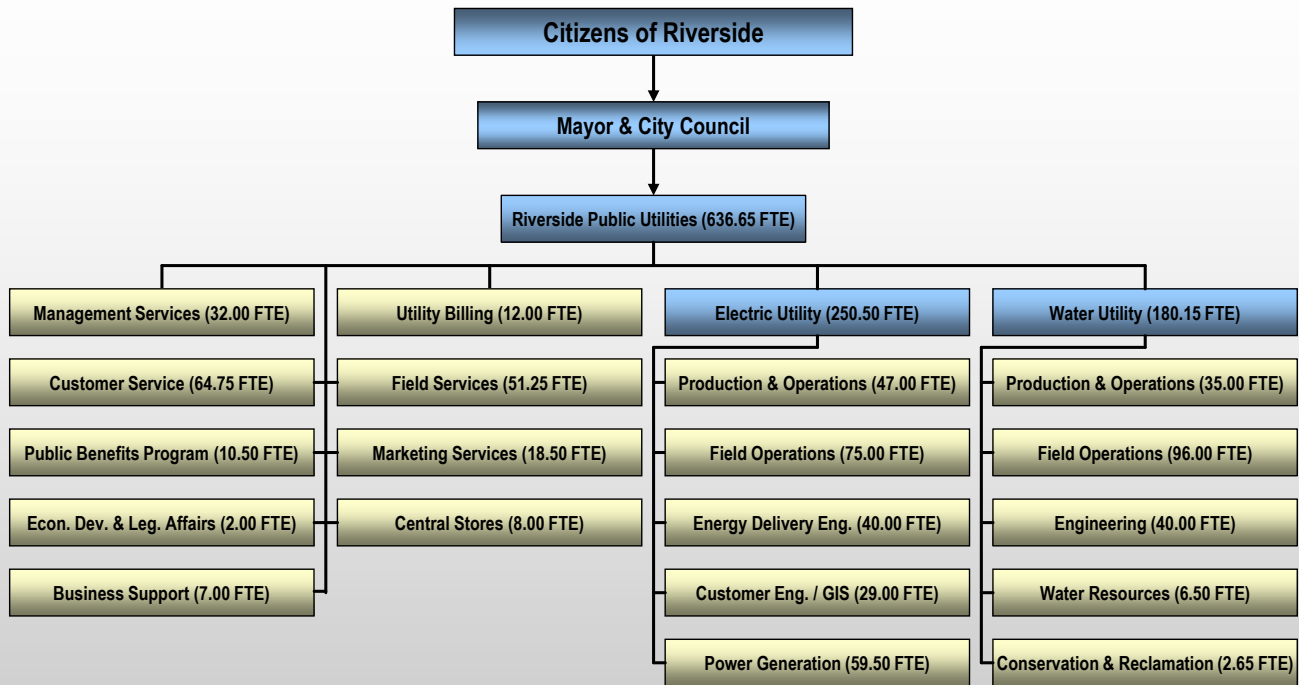 Citizens of Riverside
Mayor & City Council
Riverside Public Utilities (636.65 FTE)
Management Services (32.00 FTE)
Utility Billing (12.00 FTE)
Electric Utility (250.50 FTE)
Water Utility (180.15 FTE)
Customer Service (64.75 FTE)
Field Services (51.25 FTE)
Production & Operations (47.00 FTE)
Production & Operations (35.00 FTE)
Public Benefits Program (10.50 FTE)
Marketing Services (18.50 FTE)
Field Operations (75.00 FTE)
Field Operations (96.00 FTE)
Econ. Dev. & Leg. Affairs (2.00 FTE)
Central Stores (8.00 FTE)
Energy Delivery Eng. (40.00 FTE)
Engineering (40.00 FTE)
Business Support (7.00 FTE)
Customer Eng. / GIS (29.00 FTE)
Water Resources (6.50 FTE)
Power Generation (59.50 FTE)
Conservation & Reclamation (2.65 FTE)